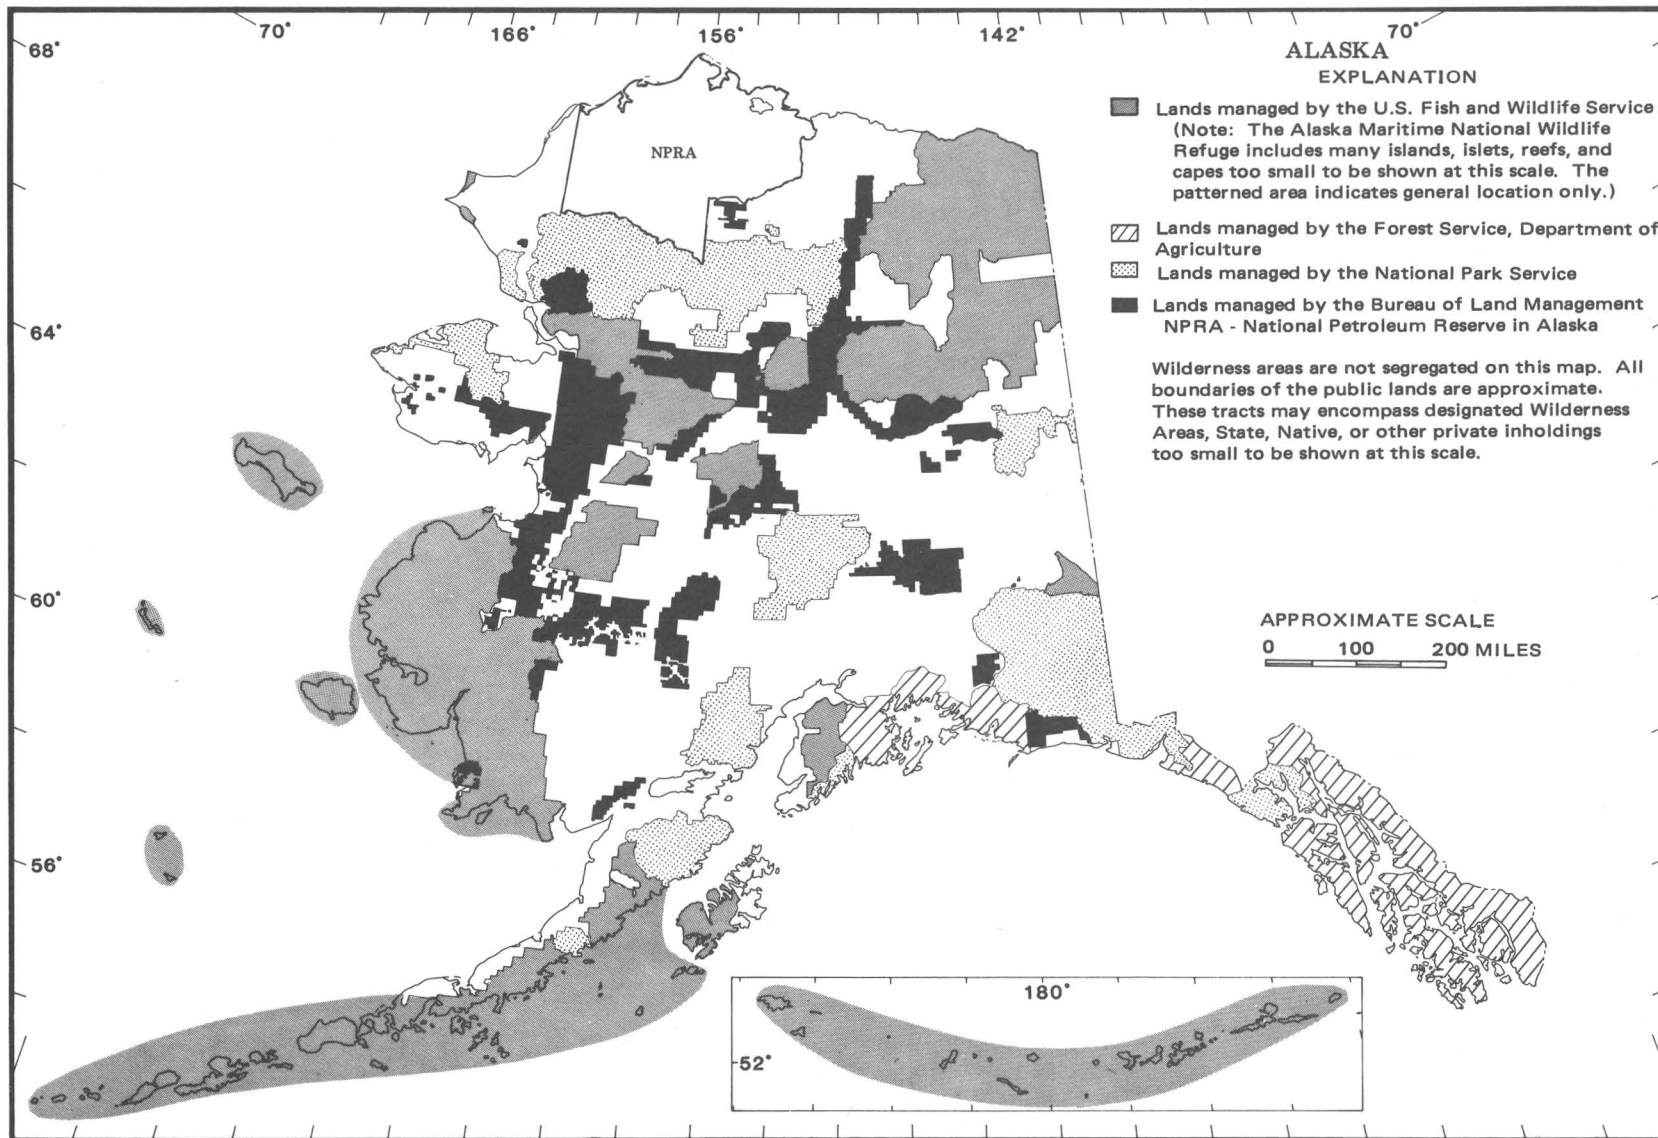 70° 166° 156° 142° 70°
68°
64°
60°
56°
ALASKA
EXPLANATION
Lands managed by the U.S. Fish and Wildlife Service
(Note: The Alaska Maritime National Wildlife
Refuge includes many islands, islets, reefs, and
capes too small to be shown at this scale. The
patterned area indicates general location only.)
Lands managed by the Forest Service, Department of
Agriculture
Lands managed by the National Park Service
Lands managed by the Bureau of Land Management
NPRA - National Petroleum Reserve in Alaska
Wilderness areas are not segregated on this map. All
boundaries of the public lands are approximate.
These tracts may encompass designated Wilderness
Areas, State, Native, or other private inholdings
too small to be shown at this scale.
NPRA
APPROXIMATE SCALE
0 100 200 MILES
180°
52°